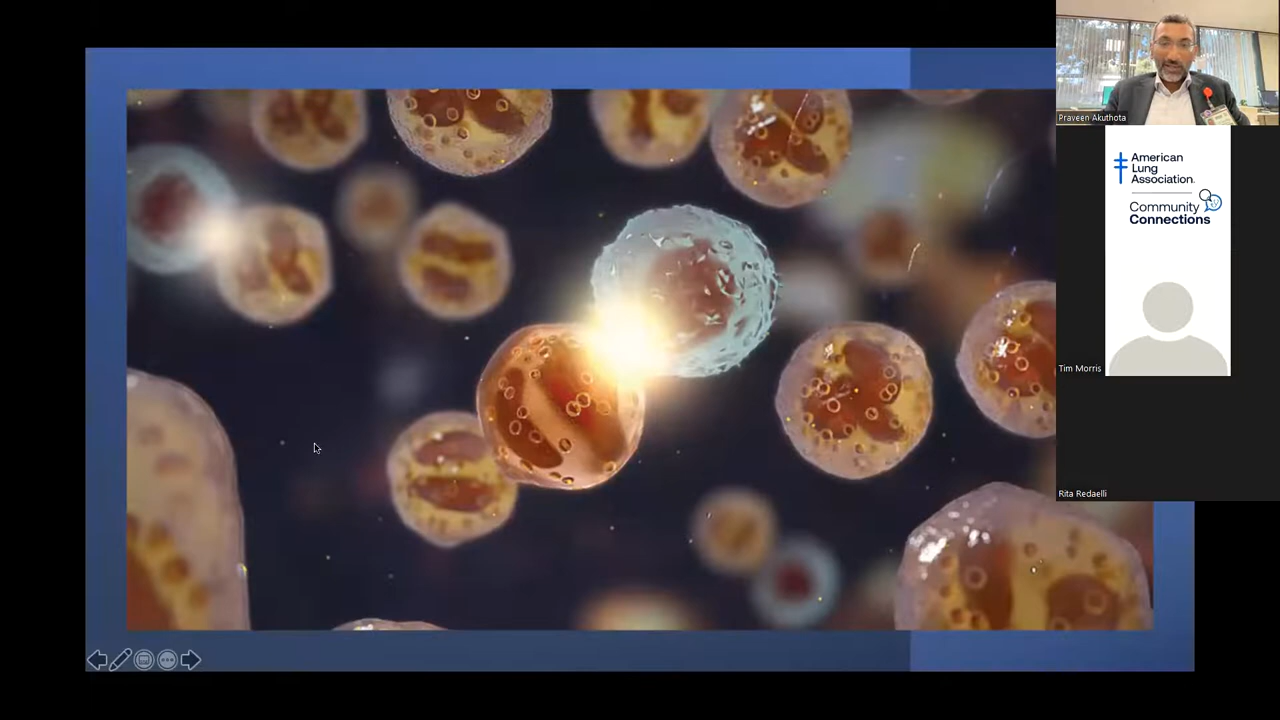 Praveen Akuthota
American
Lung
Association.
Community
Connections
Tim Morris
Rita Redaelli